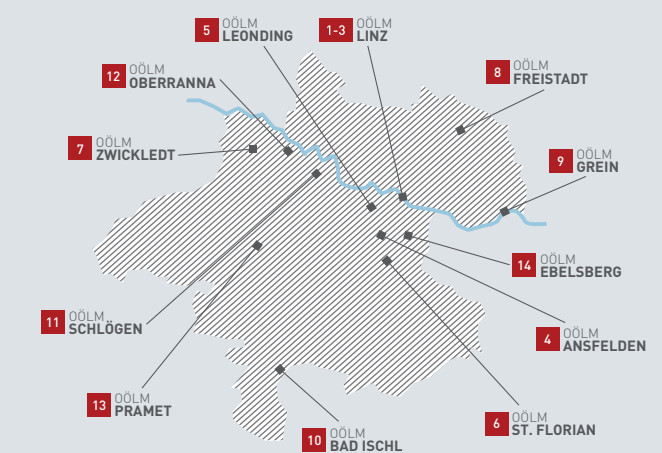 5 OÖLM
LEONDING
1-3 OÖLM
LINZ
12 OÖLM
OBERRANNA
8 OÖLM
FREISTADT
7 OÖLM
ZWICKLEDT
9 OÖLM
GREIN
14 OÖLM
EBELSBERG
11 OÖLM
SCHLÖGEN
4 OÖLM
ANSFELDEN
13 OÖLM
PRAMET
6 OÖLM
ST. FLORIAN
10 OÖLM
BAD ISCHL